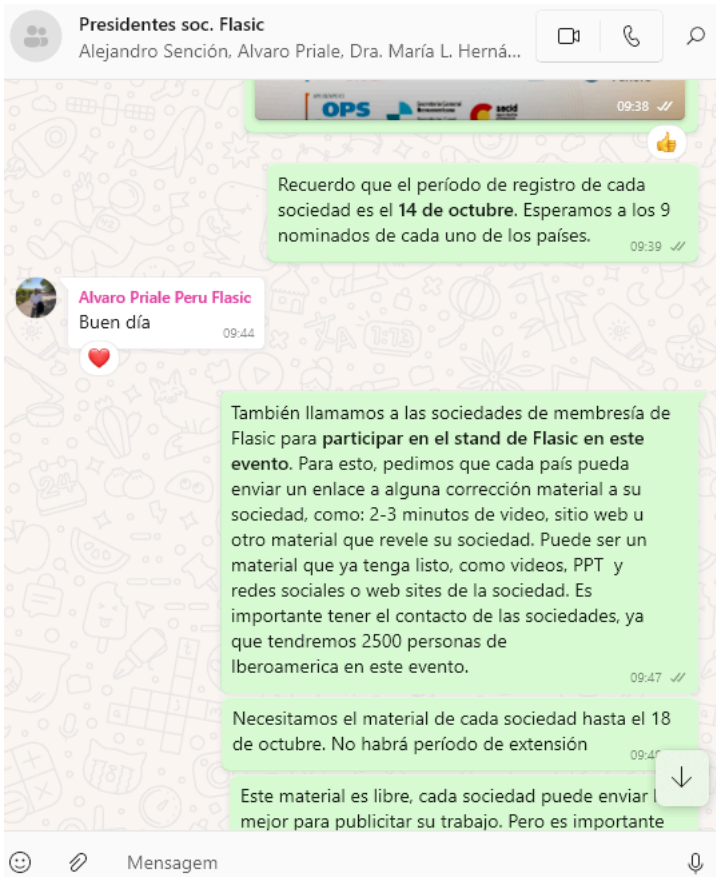 Presidentes soc. Flasic
Alejandro Sención, Alvaro Priale, Dra. María L. Herná...
OPS
aecid
09:38
Recuerdo que el período de registro de cada
sociedad es el 14 de octubre. Esperamos a los 9
nominados de cada uno de los países.
09:39
Alvaro Priale Peru Flasic
Buen día
09:44
También llamamos a las sociedades de membresía de
Flasic para participar en el stand de Flasic en este
evento. Para esto, pedimos que cada país pueda
enviar un enlace a alguna corrección material a su
sociedad, como: 2-3 minutos de video, sitio web u
otro material que revele su sociedad. Puede ser un
material que ya tenga listo, como videos, PPT y
redes sociales o web sites de la sociedad. Es
importante tener el contacto de las sociedades, ya
que tendremos 2500 personas de
Iberoamerica en este evento.
09:47
Necesitamos el material de cada sociedad hasta el 18
de octubre. No habrá período de extensión
Este material es libre, cada sociedad puede enviar
mejor para publicitar su trabajo. Pero es importante
Mensagem